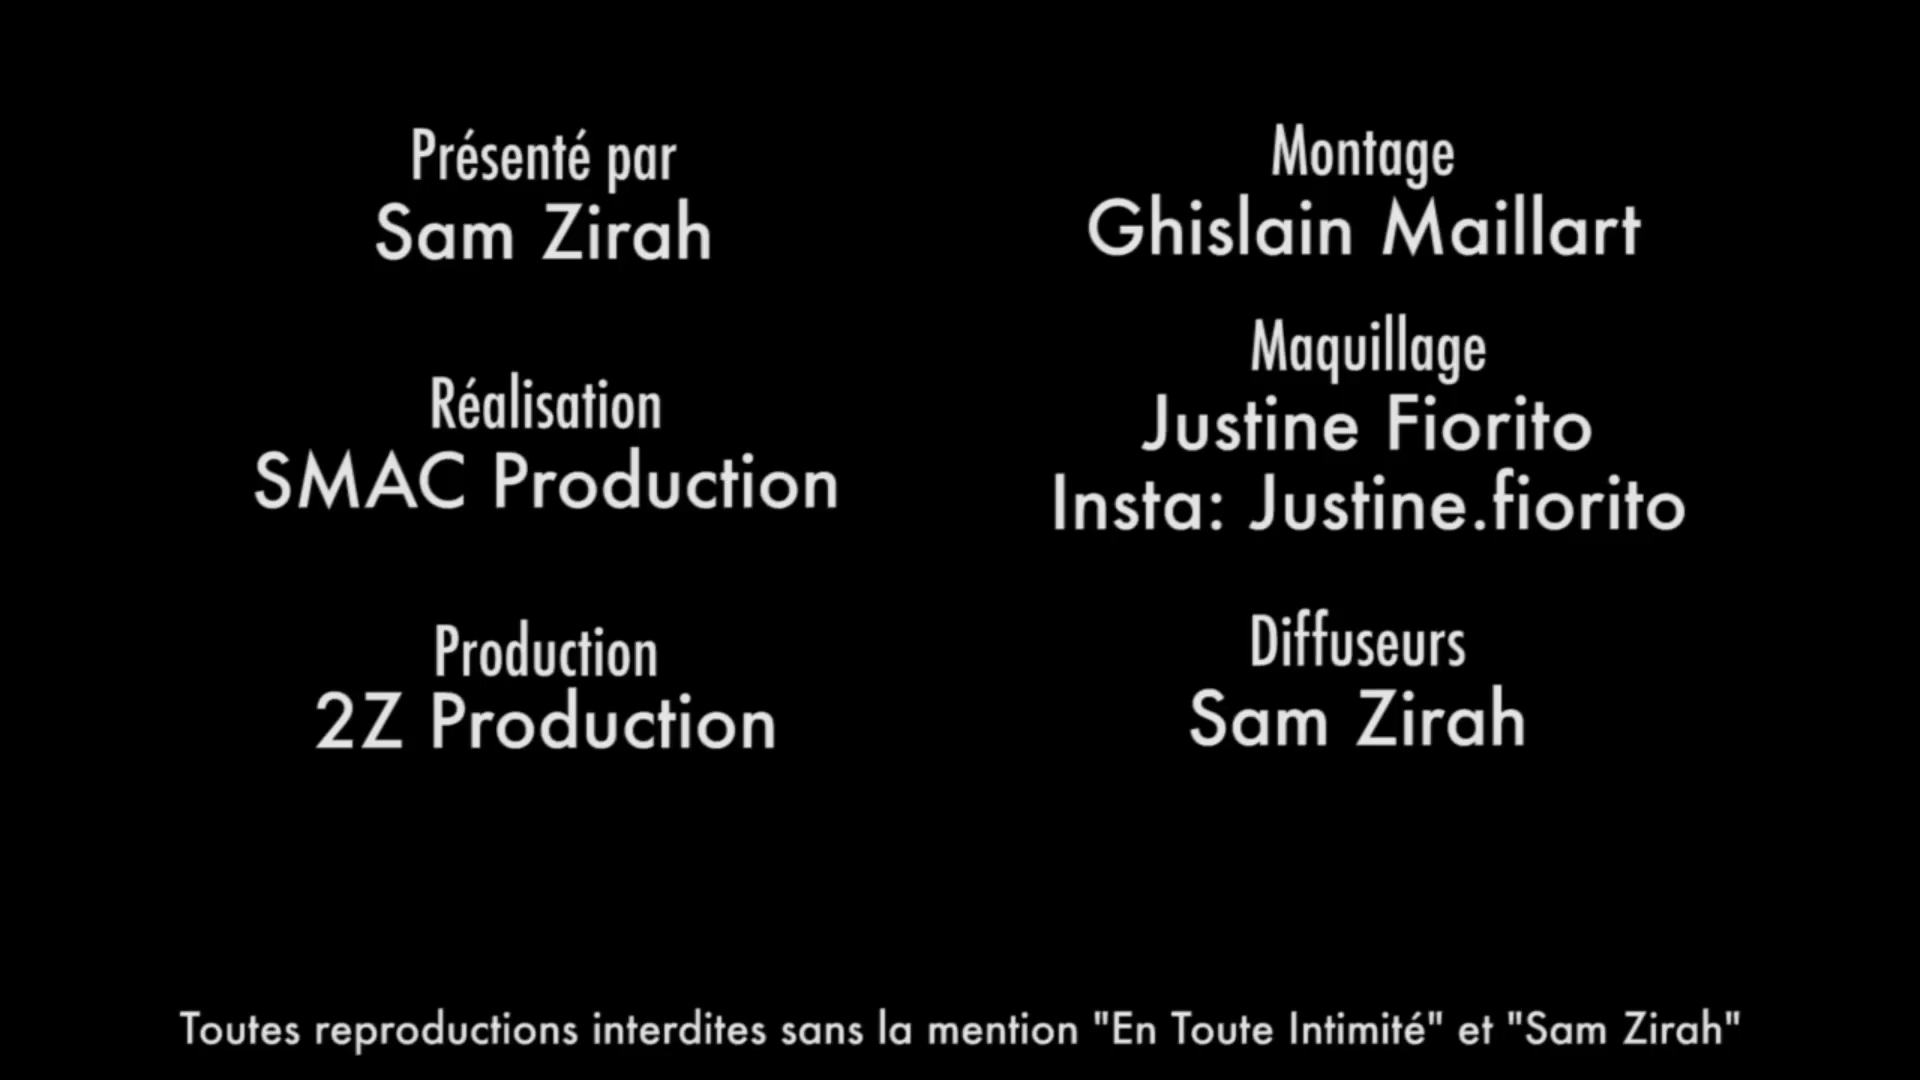 Présenté par
Sam Zirah
Réalisation
SMAC Production
Production
2Z Production
Montage
Ghislain Maillart
Maquillage
Justine Fiorito
Insta: Justine.fiorito
Diffuseurs
Sam Zirah
Toutes reproductions interdites sans la mention "En Toute Intimité" et "Sam Zirah"